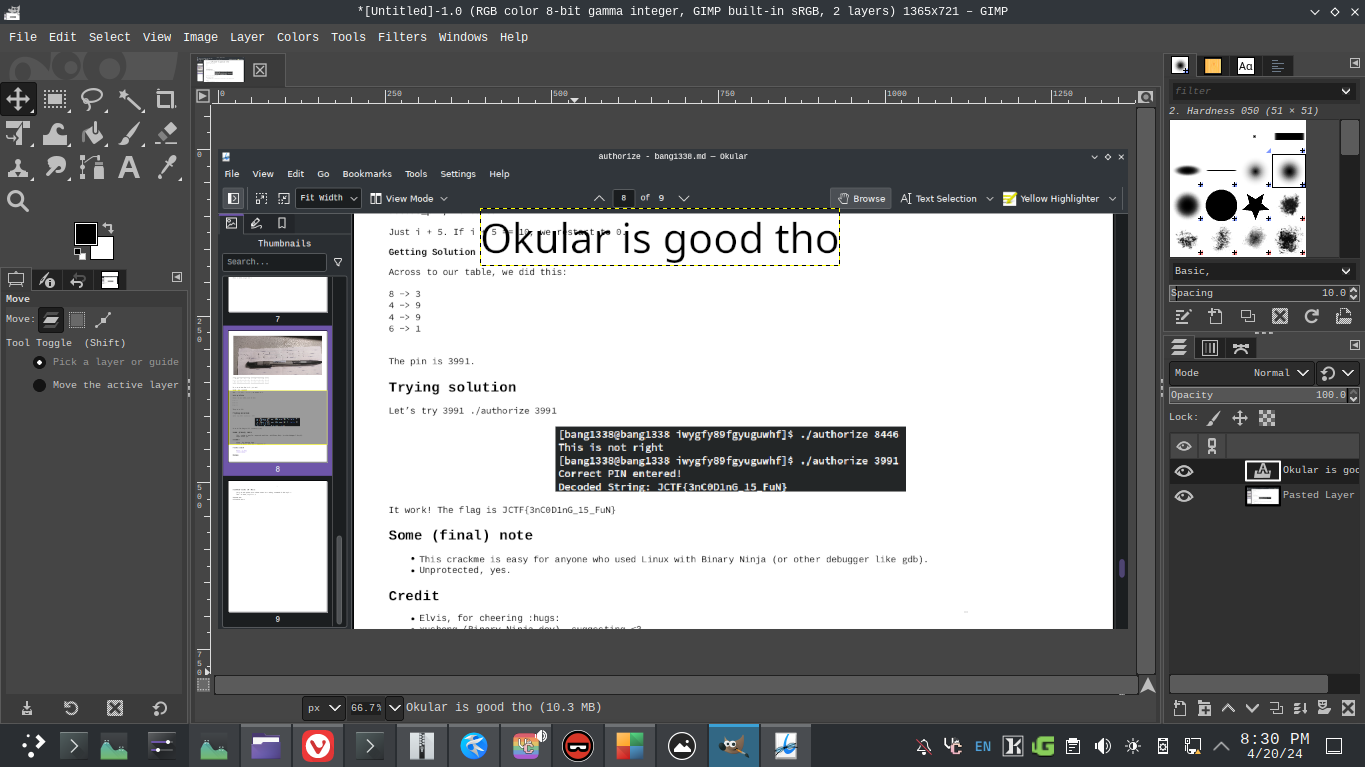 *[Untitled]-1.0 (RGB color 8-bit gamma integer, GIMP built-in sRGB, 2 layers) 1365x721 – GIMP
File Edit Select View Image Layer Colors Tools Filters Windows Help
0 250 500 750 1000 1250
filter
2. Hardness 050 (51 × 51)
Basic,
Spacing 10.0
Mode Normal
Opacity 100.0
Lock:
Okular is goo
Pasted Layer
Move
Move:
Tool Toggle (Shift)
Pick a layer or guide
Move the active layer
0
250
500
750
authorize - bang1338.md — Okular
File View Edit Go Bookmarks Tools Settings Help
Fit Width View Mode 8 of 9 Browse Text Selection Yellow Highlighter
Thumbnails
Search...
7
8
9
Okular is good tho
Just i + 5. If i + 5 >= 10, we restart to 0.
Getting Solution
Across to our table, we did this:
8 -> 3
4 -> 9
4 -> 9
6 -> 1
The pin is 3991.
Trying solution
Let's try 3991 ./authorize 3991
[bang1338@bang1338 iwygfy89fgyuguwhf]$ ./authorize 8446
This is not right
[bang1338@bang1338 iwygfy89fgyuguwhf]$ ./authorize 3991
Correct PIN entered!
Decoded String: JCTF{3nC0D1nG_15_FuN}
It work! The flag is JCTF{3nC0D1nG_15_FuN}
Some (final) note
• This crackme is easy for anyone who used Linux with Binary Ninja (or other debugger like gdb).
• Unprotected, yes.
Credit
• Elvis, for cheering :hugs:
px 66.7% Okular is good tho (10.3 MB)
EN
8:30 PM
4/20/24